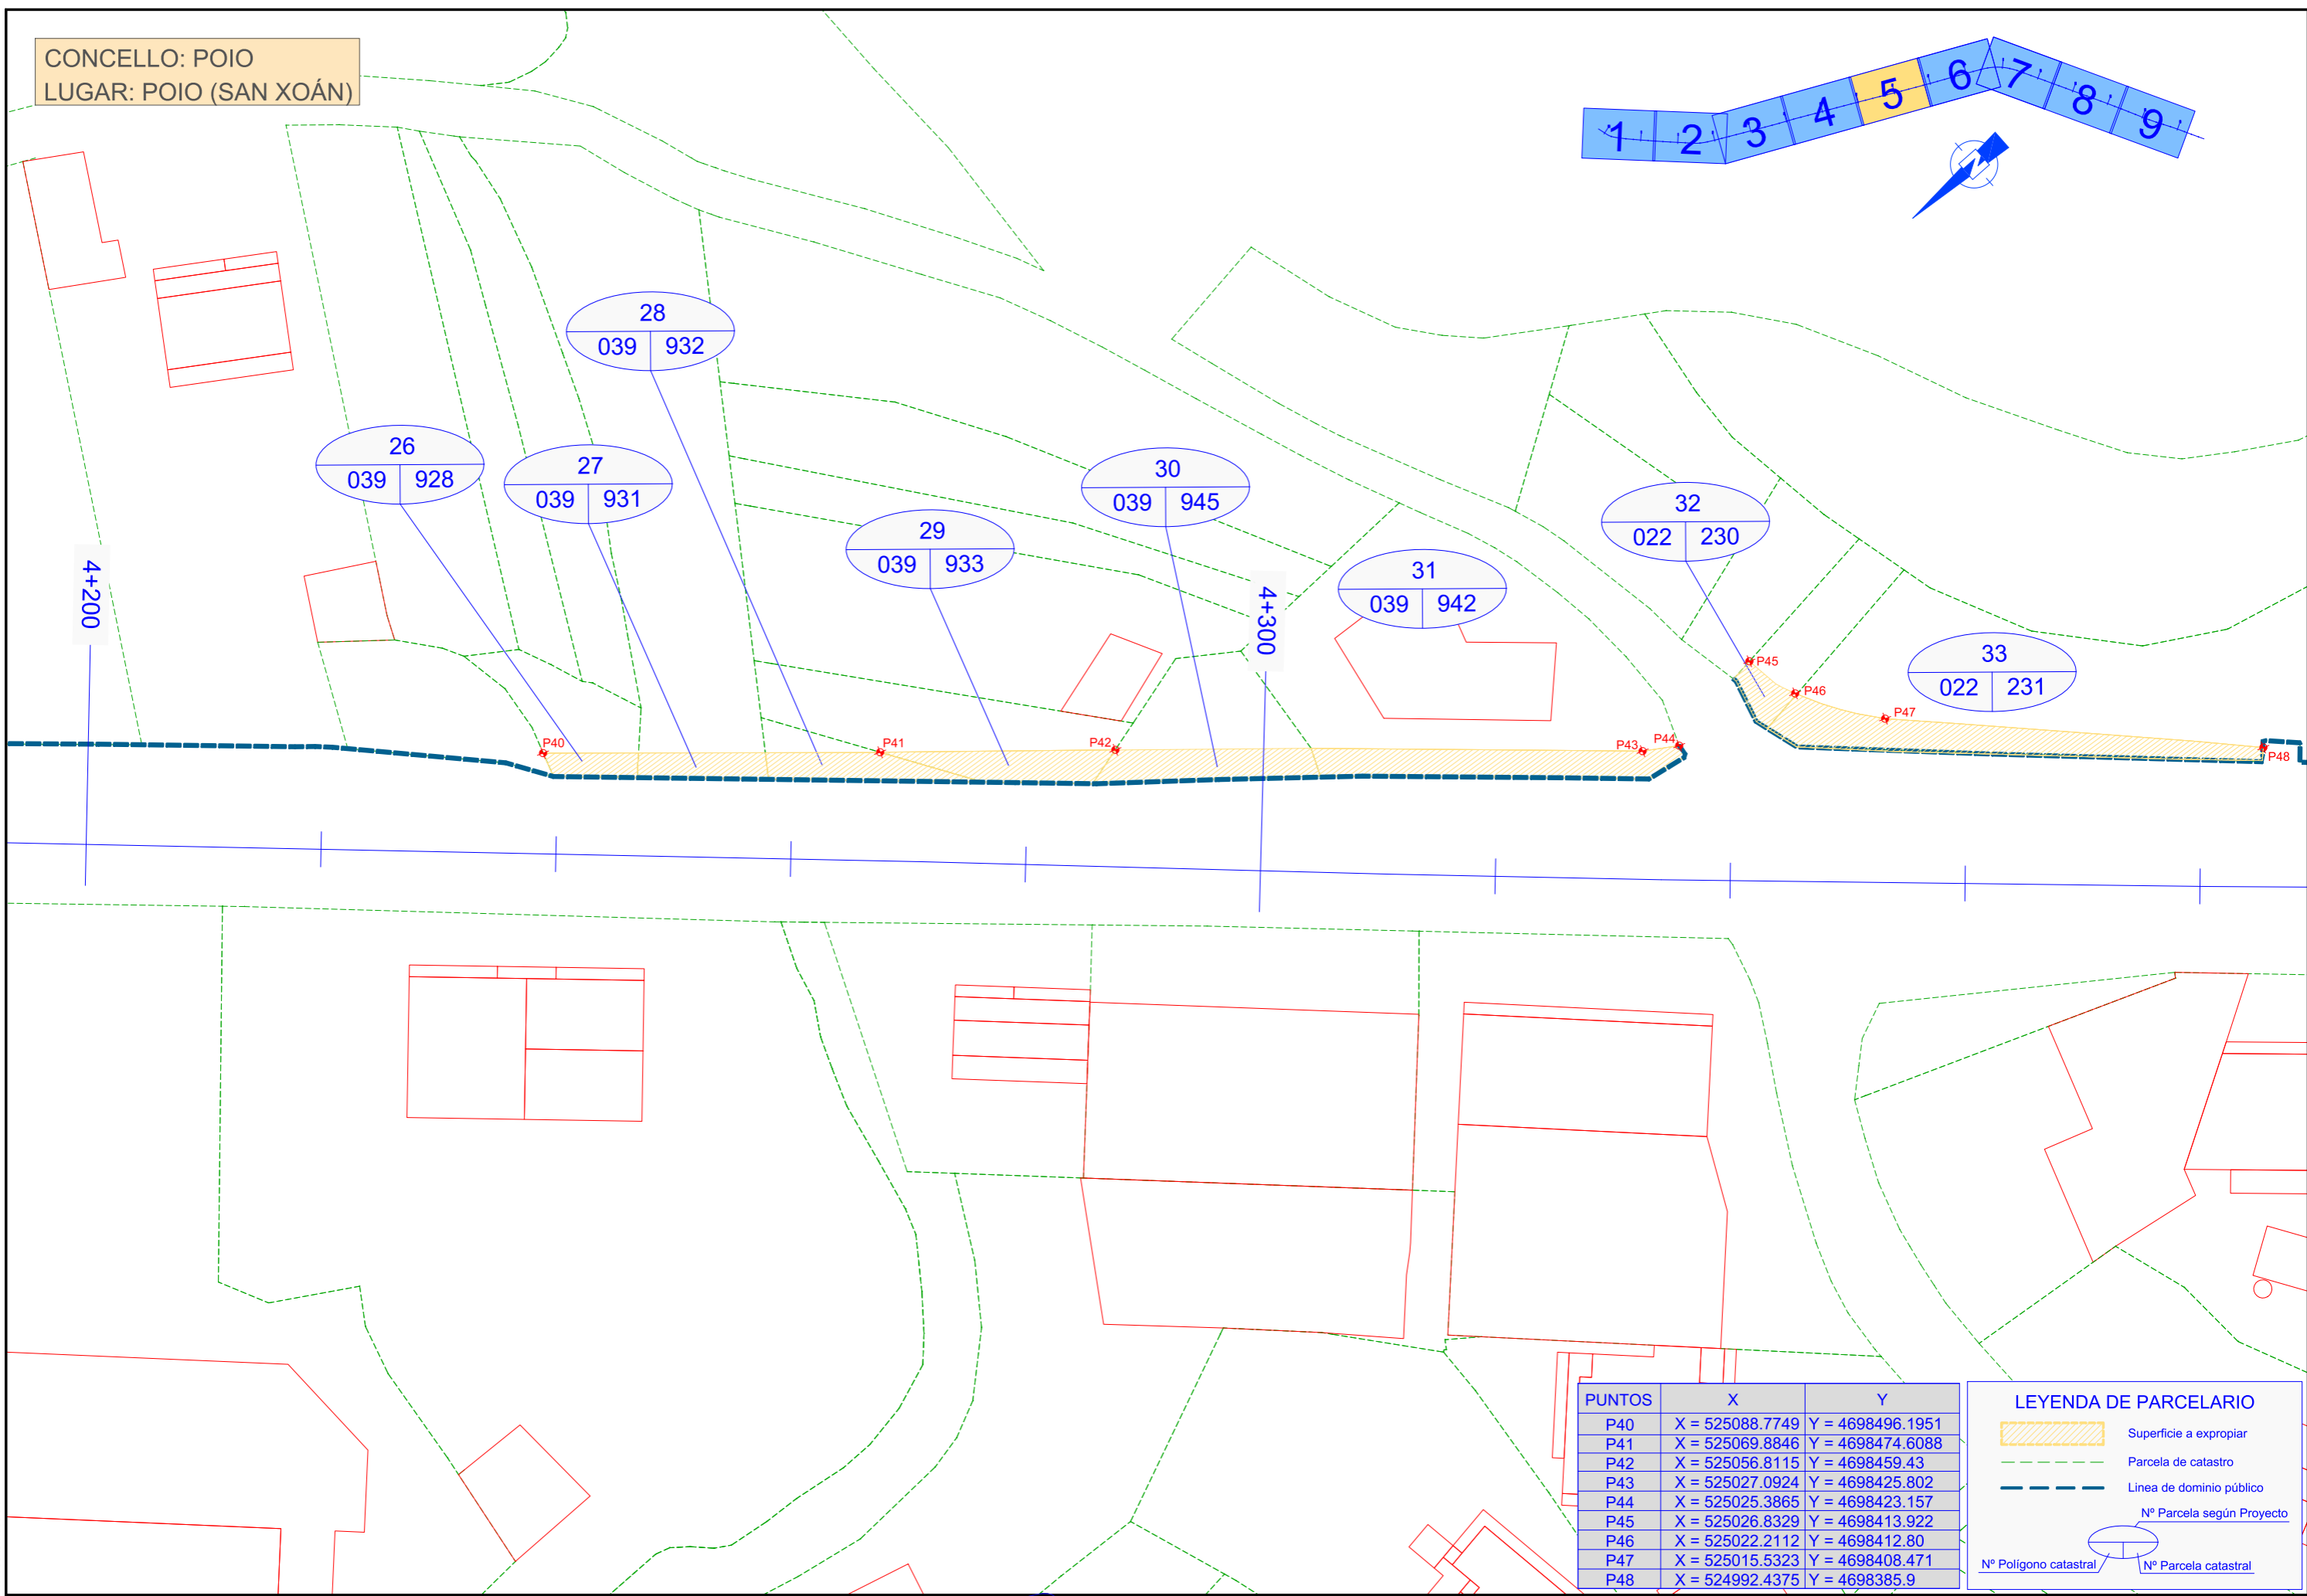 CONCELLO: POIO
LUGAR: POIO (SAN XOÁN)
1 2 3 4 5 6 7 8 9
28
039 932
26
039 928
27
039 931
30
039 945
29
039 933
32
022 230
31
039 942
33
022 231
4+200
4+300
P40
P41
P42
P43
P44
P45
P46
P47
P48
PUNTOS X Y
P40 X = 525088.7749 Y = 4698496.1951
P41 X = 525069.8846 Y = 4698474.6088
P42 X = 525056.8115 Y = 4698459.43
P43 X = 525027.0924 Y = 4698425.802
P44 X = 525025.3865 Y = 4698423.157
P45 X = 525026.8329 Y = 4698413.922
P46 X = 525022.2112 Y = 4698412.80
P47 X = 525015.5323 Y = 4698408.471
P48 X = 524992.4375 Y = 4698385.9
LEYENDA DE PARCELARIO
Superficie a expropiar
Parcela de catastro
Linea de dominio público
Nº Parcela según Proyecto
Nº Polígono catastral
Nº Parcela catastral